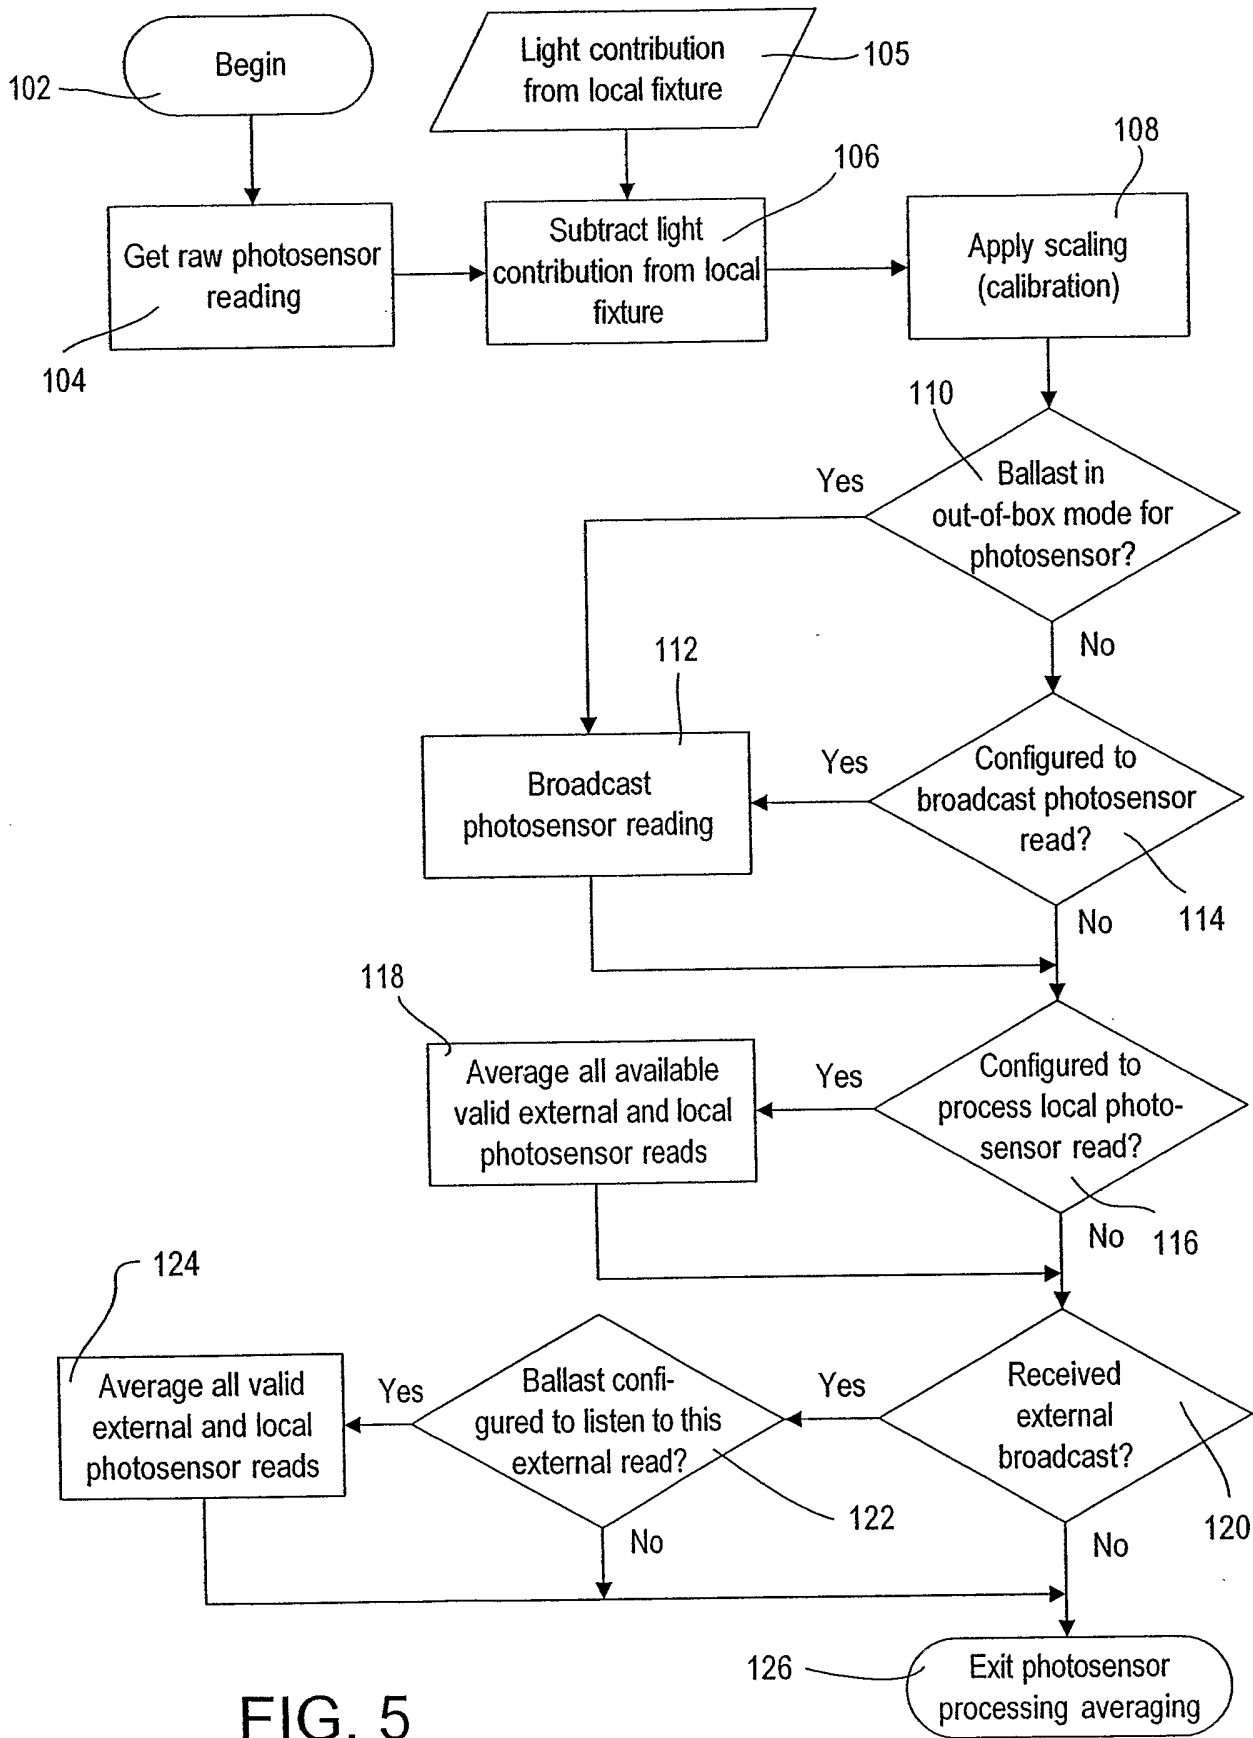 Begin
102
Light contribution
from local fixture
105
Get raw photosensor
reading
104
Subtract light
contribution from local
fixture
106
Apply scaling
(calibration)
108
110
Ballast in
out-of-box mode for
photosensor?
Yes
No
112
Broadcast
photosensor reading
Yes
Configured to
broadcast photosensor
read?
114
No
118
Average all available
valid external and local
photosensor reads
Yes
Configured to
process local photo-
sensor read?
116
No
124
Average all valid
external and local
photosensor reads
Yes
Ballast confi-
gured to listen to this
external read?
122
No
Yes
Received
external
broadcast?
120
No
126
Exit photosensor
processing averaging
FIG. 5